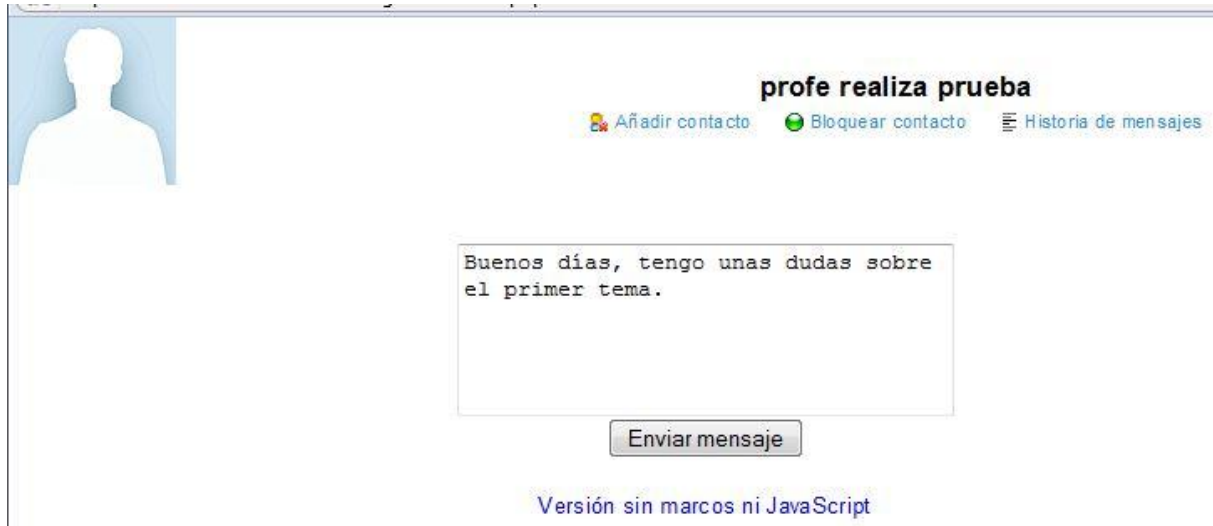 profe realiza prueba
Añadir contacto Bloquear contacto Historia de mensajes
Buenos días, tengo unas dudas sobre
el primer tema.
Enviar mensaje
Versión sin marcos ni JavaScript